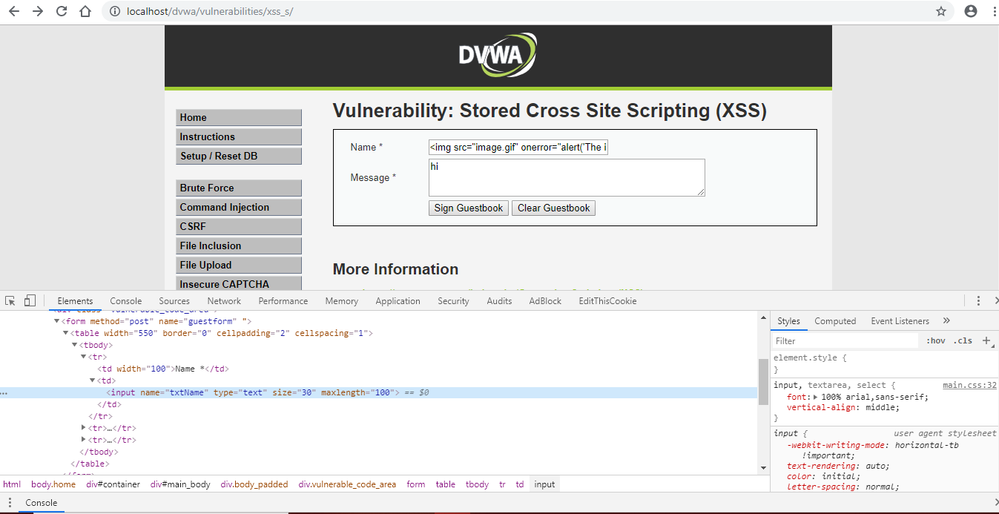 localhost/dvwa/vulnerabilities/xss_s/
DVWA
Home
Instructions
Setup / Reset DB
Brute Force
Command Injection
CSRF
File Inclusion
File Upload
Insecure CAPTCHA
Vulnerability: Stored Cross Site Scripting (XSS)
Name *
<img src="image.gif" onerror="alert('The i
Message *
hi
Sign Guestbook Clear Guestbook
More Information
Elements Console Sources Network Performance Memory Application Security Audits AdBlock EditThisCookie
<form method="post" name="guestform" ">
<table width="550" border="0" cellpadding="2" cellspacing="1">
<tbody>
<tr>
<td width="100">Name *</td>
<td>
... <input name="txtName" type="text" size="30" maxlength="100"> == $0
</td>
</tr>
<tr>…</tr>
<tr>…</tr>
</tbody>
</table>
html body.home div#container div#main_body div.body_padded div.vulnerable_code_area form table tbody tr td input
Styles Computed Event Listeners »
Filter :hov .cls +
element.style {
}
input, textarea, select { main.css:32
font: 100% arial,sans-serif;
vertical-align: middle;
}
input { user agent stylesheet
-webkit-writing-mode: horizontal-tb
!important;
text-rendering: auto;
color: initial;
letter-spacing: normal;
Console